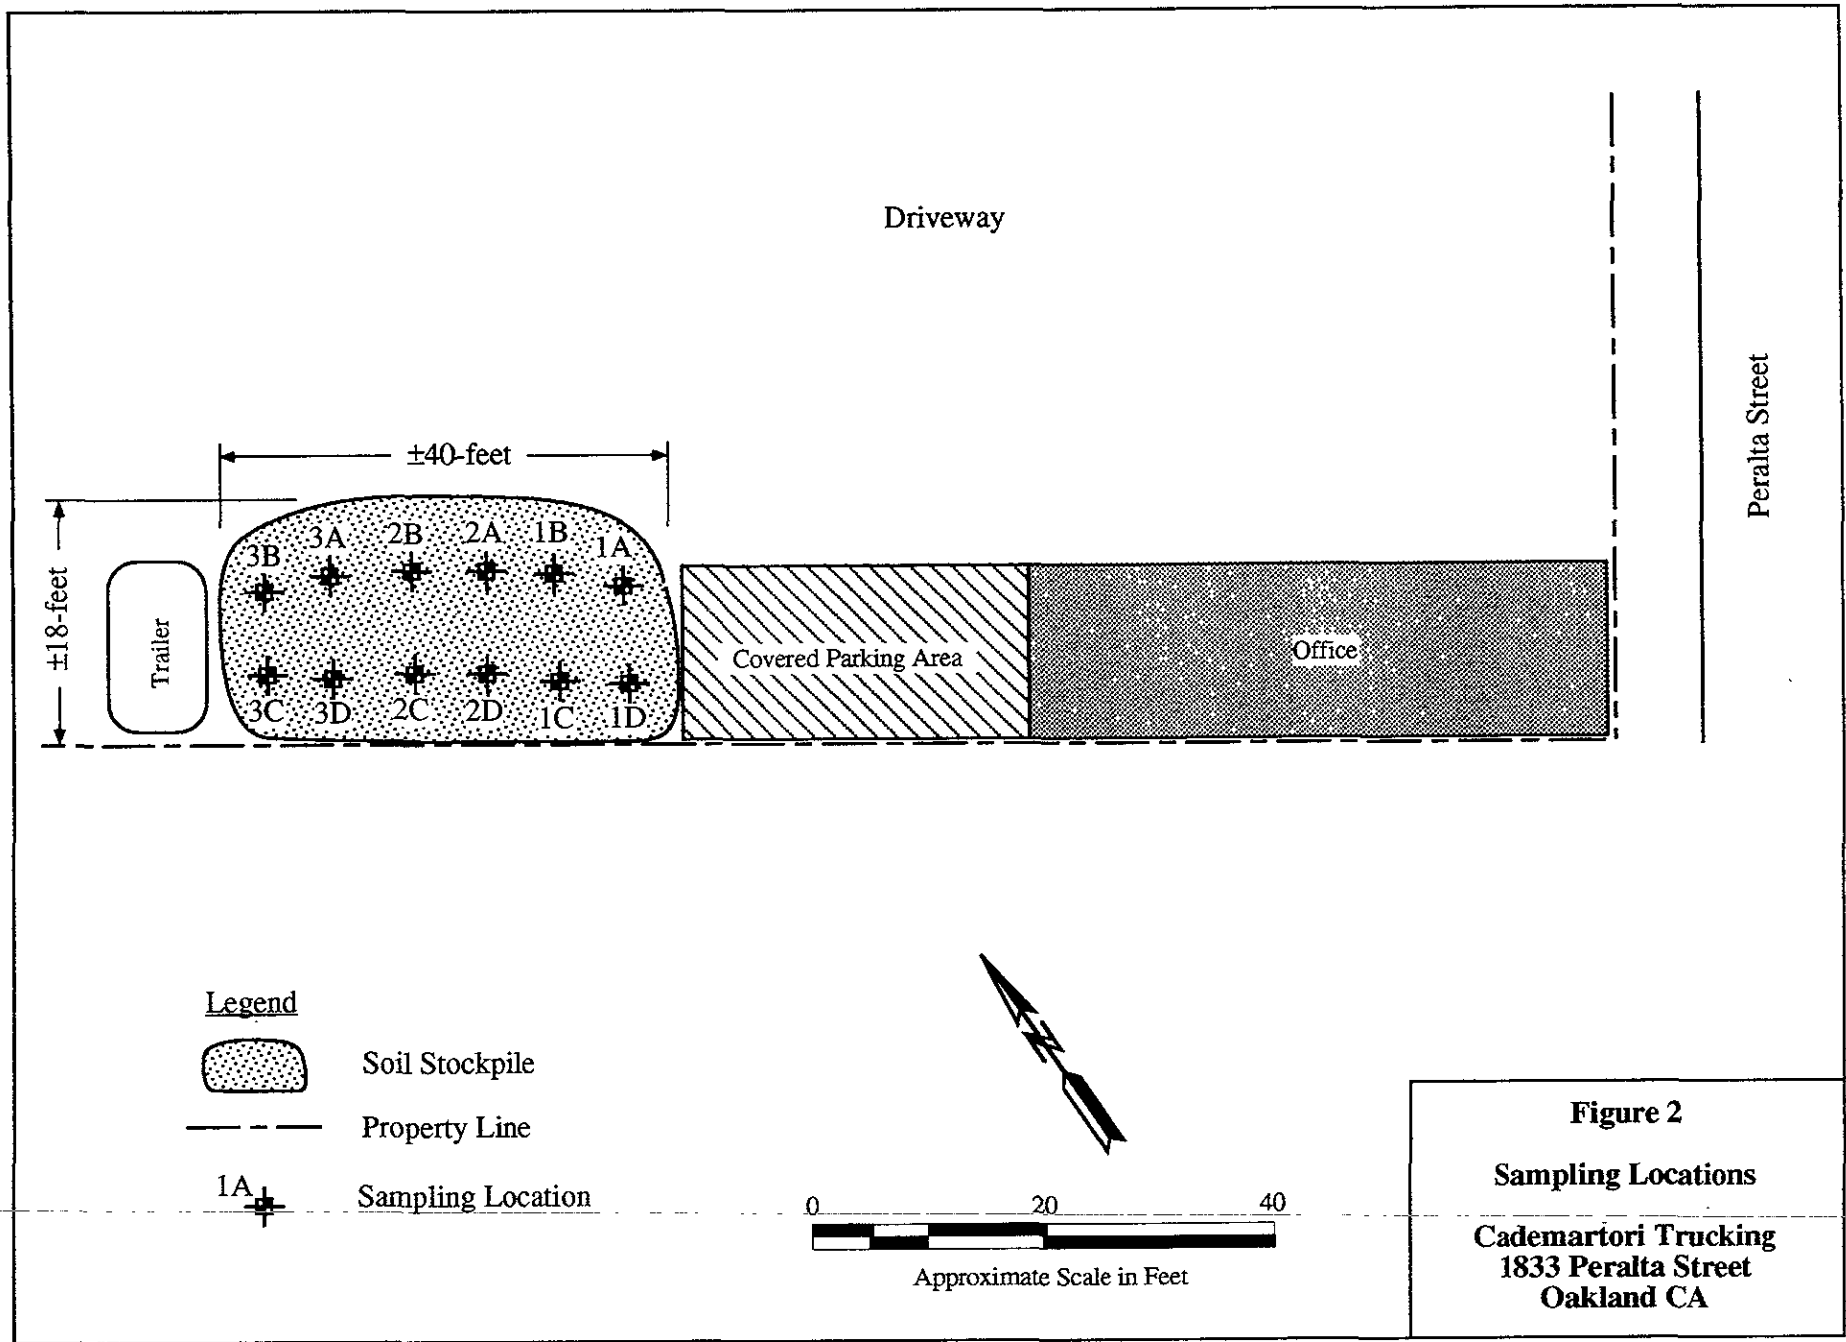 Driveway
Peralta Street
±40-feet
±18-feet
3B 3A 2B 2A 1B 1A
Trailer
Covered Parking Area
Office
3C 3D 2C 2D 1C 1D
Legend
Soil Stockpile
Property Line
1A Sampling Location
N
0 20 40
Approximate Scale in Feet
Figure 2
Sampling Locations
Cademartori Trucking
1833 Peralta Street
Oakland CA